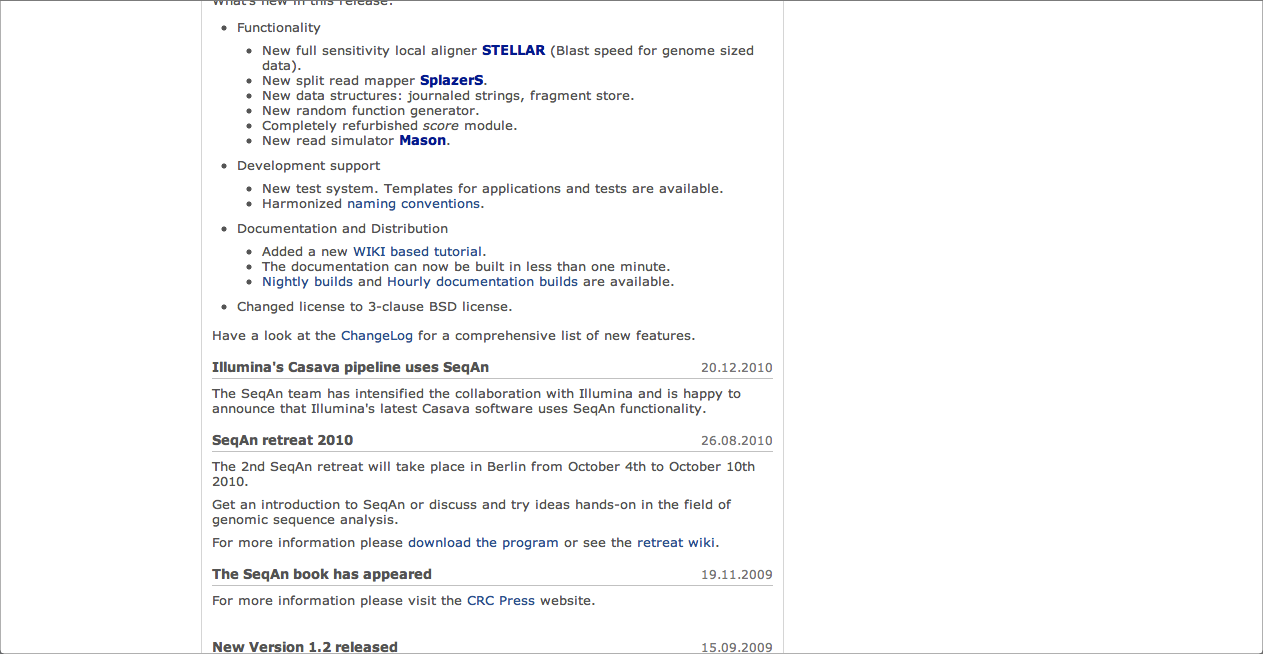 What's new in this release:
Functionality
New full sensitivity local aligner STELLAR (Blast speed for genome sized
data).
New split read mapper SplazerS.
New data structures: journaled strings, fragment store.
New random function generator.
Completely refurbished score module.
New read simulator Mason.
Development support
New test system. Templates for applications and tests are available.
Harmonized naming conventions.
Documentation and Distribution
Added a new WIKI based tutorial.
The documentation can now be built in less than one minute.
Nightly builds and Hourly documentation builds are available.
Changed license to 3-clause BSD license.
Have a look at the ChangeLog for a comprehensive list of new features.
Illumina's Casava pipeline uses SeqAn 20.12.2010
The SeqAn team has intensified the collaboration with Illumina and is happy to
announce that Illumina's latest Casava software uses SeqAn functionality.
SeqAn retreat 2010 26.08.2010
The 2nd SeqAn retreat will take place in Berlin from October 4th to October 10th
2010.
Get an introduction to SeqAn or discuss and try ideas hands-on in the field of
genomic sequence analysis.
For more information please download the program or see the retreat wiki.
The SeqAn book has appeared 19.11.2009
For more information please visit the CRC Press website.
New Version 1.2 released 15.09.2009